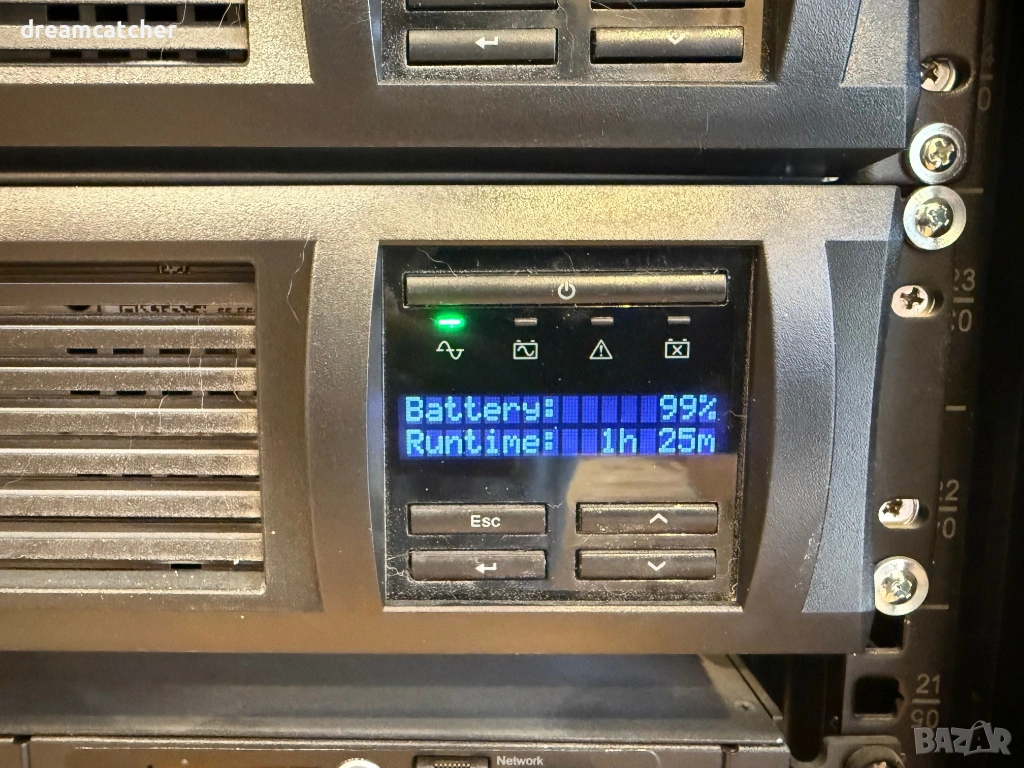 dreamcatcher
Battery: 99%
Runtime: 1h 25m
Esc
23
22
21
Network
BAZAR